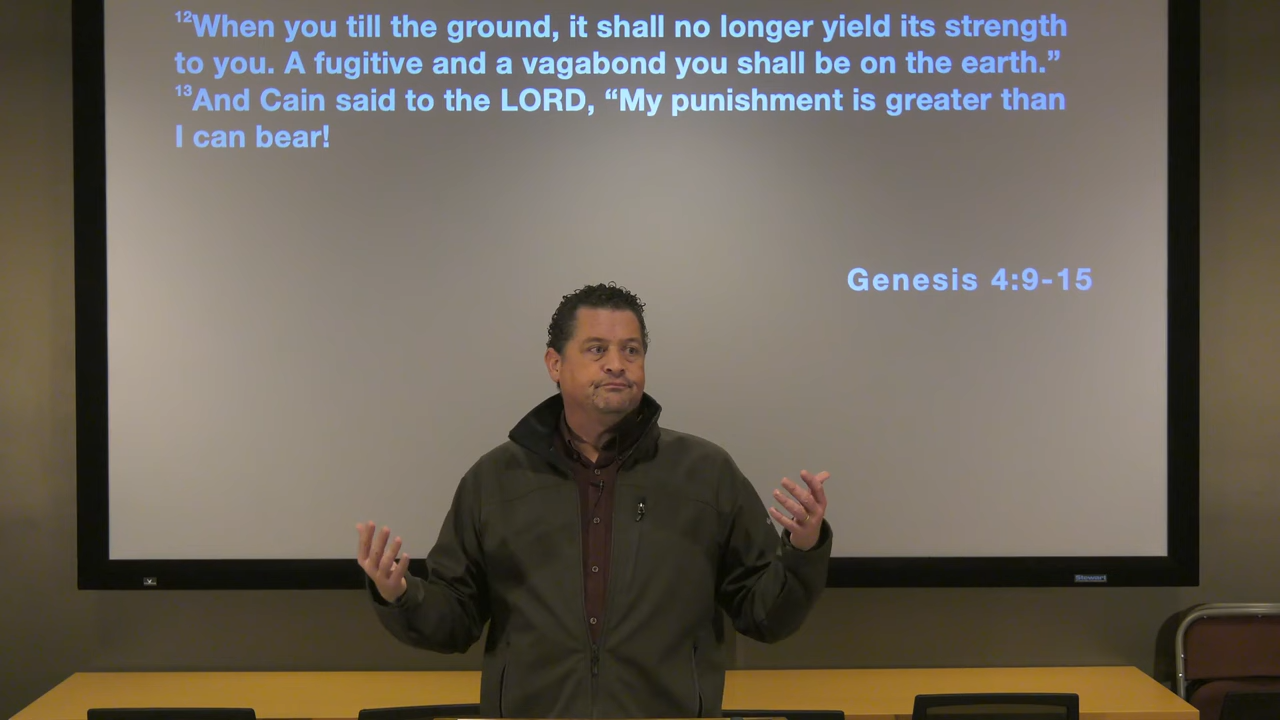 ¹²When you till the ground, it shall no longer yield its strength
to you. A fugitive and a vagabond you shall be on the earth.”
¹³And Cain said to the LORD, “My punishment is greater than
I can bear!
Genesis 4:9-15
Stewart